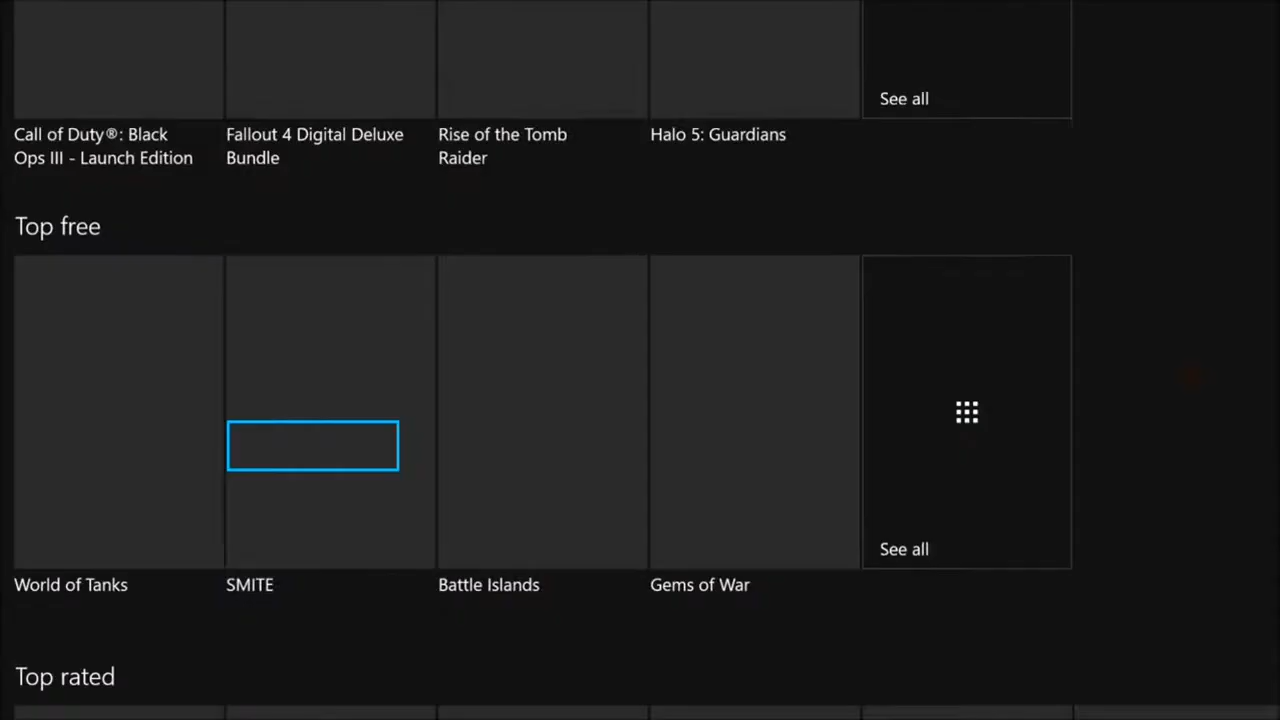 See all
Call of Duty®: Black
Ops III - Launch Edition
Fallout 4 Digital Deluxe
Bundle
Rise of the Tomb
Raider
Halo 5: Guardians
Top free
See all
World of Tanks
SMITE
Battle Islands
Gems of War
Top rated